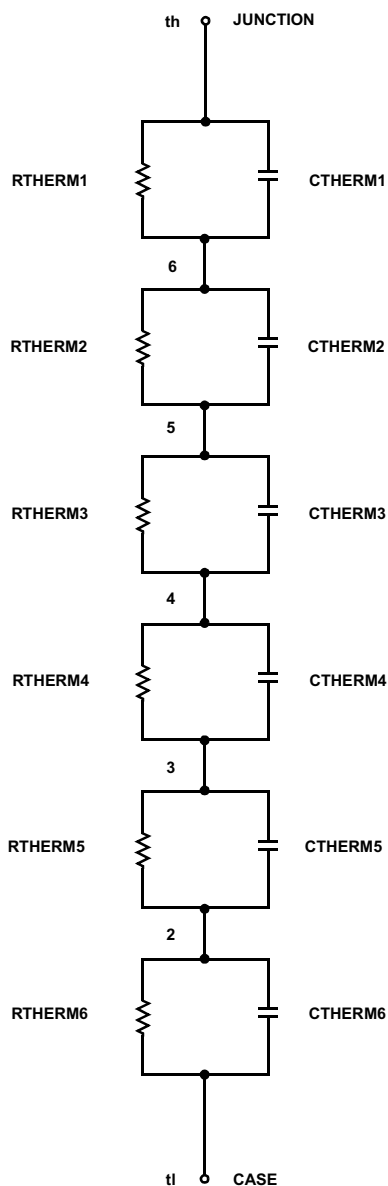 th JUNCTION
RTHERM1 CTHERM1
6
RTHERM2 CTHERM2
5
RTHERM3 CTHERM3
4
RTHERM4 CTHERM4
3
RTHERM5 CTHERM5
2
RTHERM6 CTHERM6
tl CASE